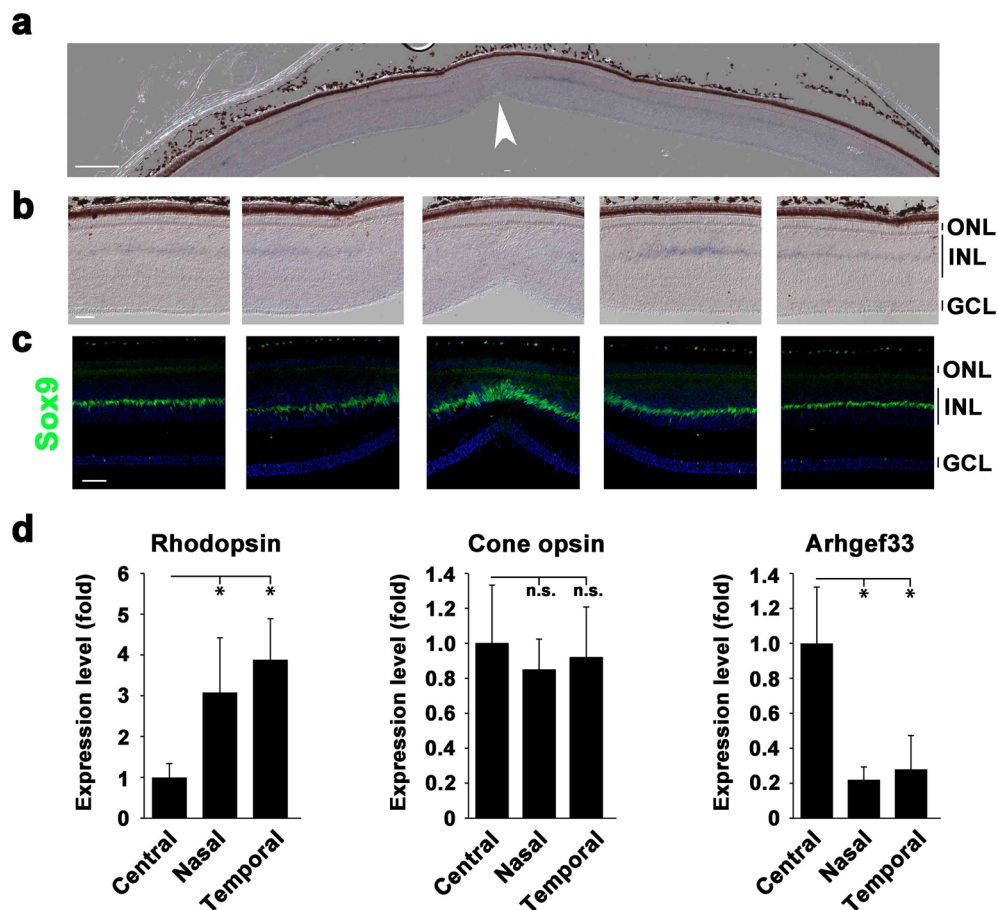 a
b
ONL
INL
GCL
c
Sox9
ONL
INL
GCL
d
Rhodopsin
Expression level (fold)
6
5
4
3
2
1
0
* *
Central
Nasal
Temporal
Cone opsin
Expression level (fold)
1.4
1.2
1.0
0.8
0.6
0.4
0.2
0
n.s. n.s.
Central
Nasal
Temporal
Arhgef33
Expression level (fold)
1.4
1.2
1.0
0.8
0.6
0.4
0.2
0
* *
Central
Nasal
Temporal